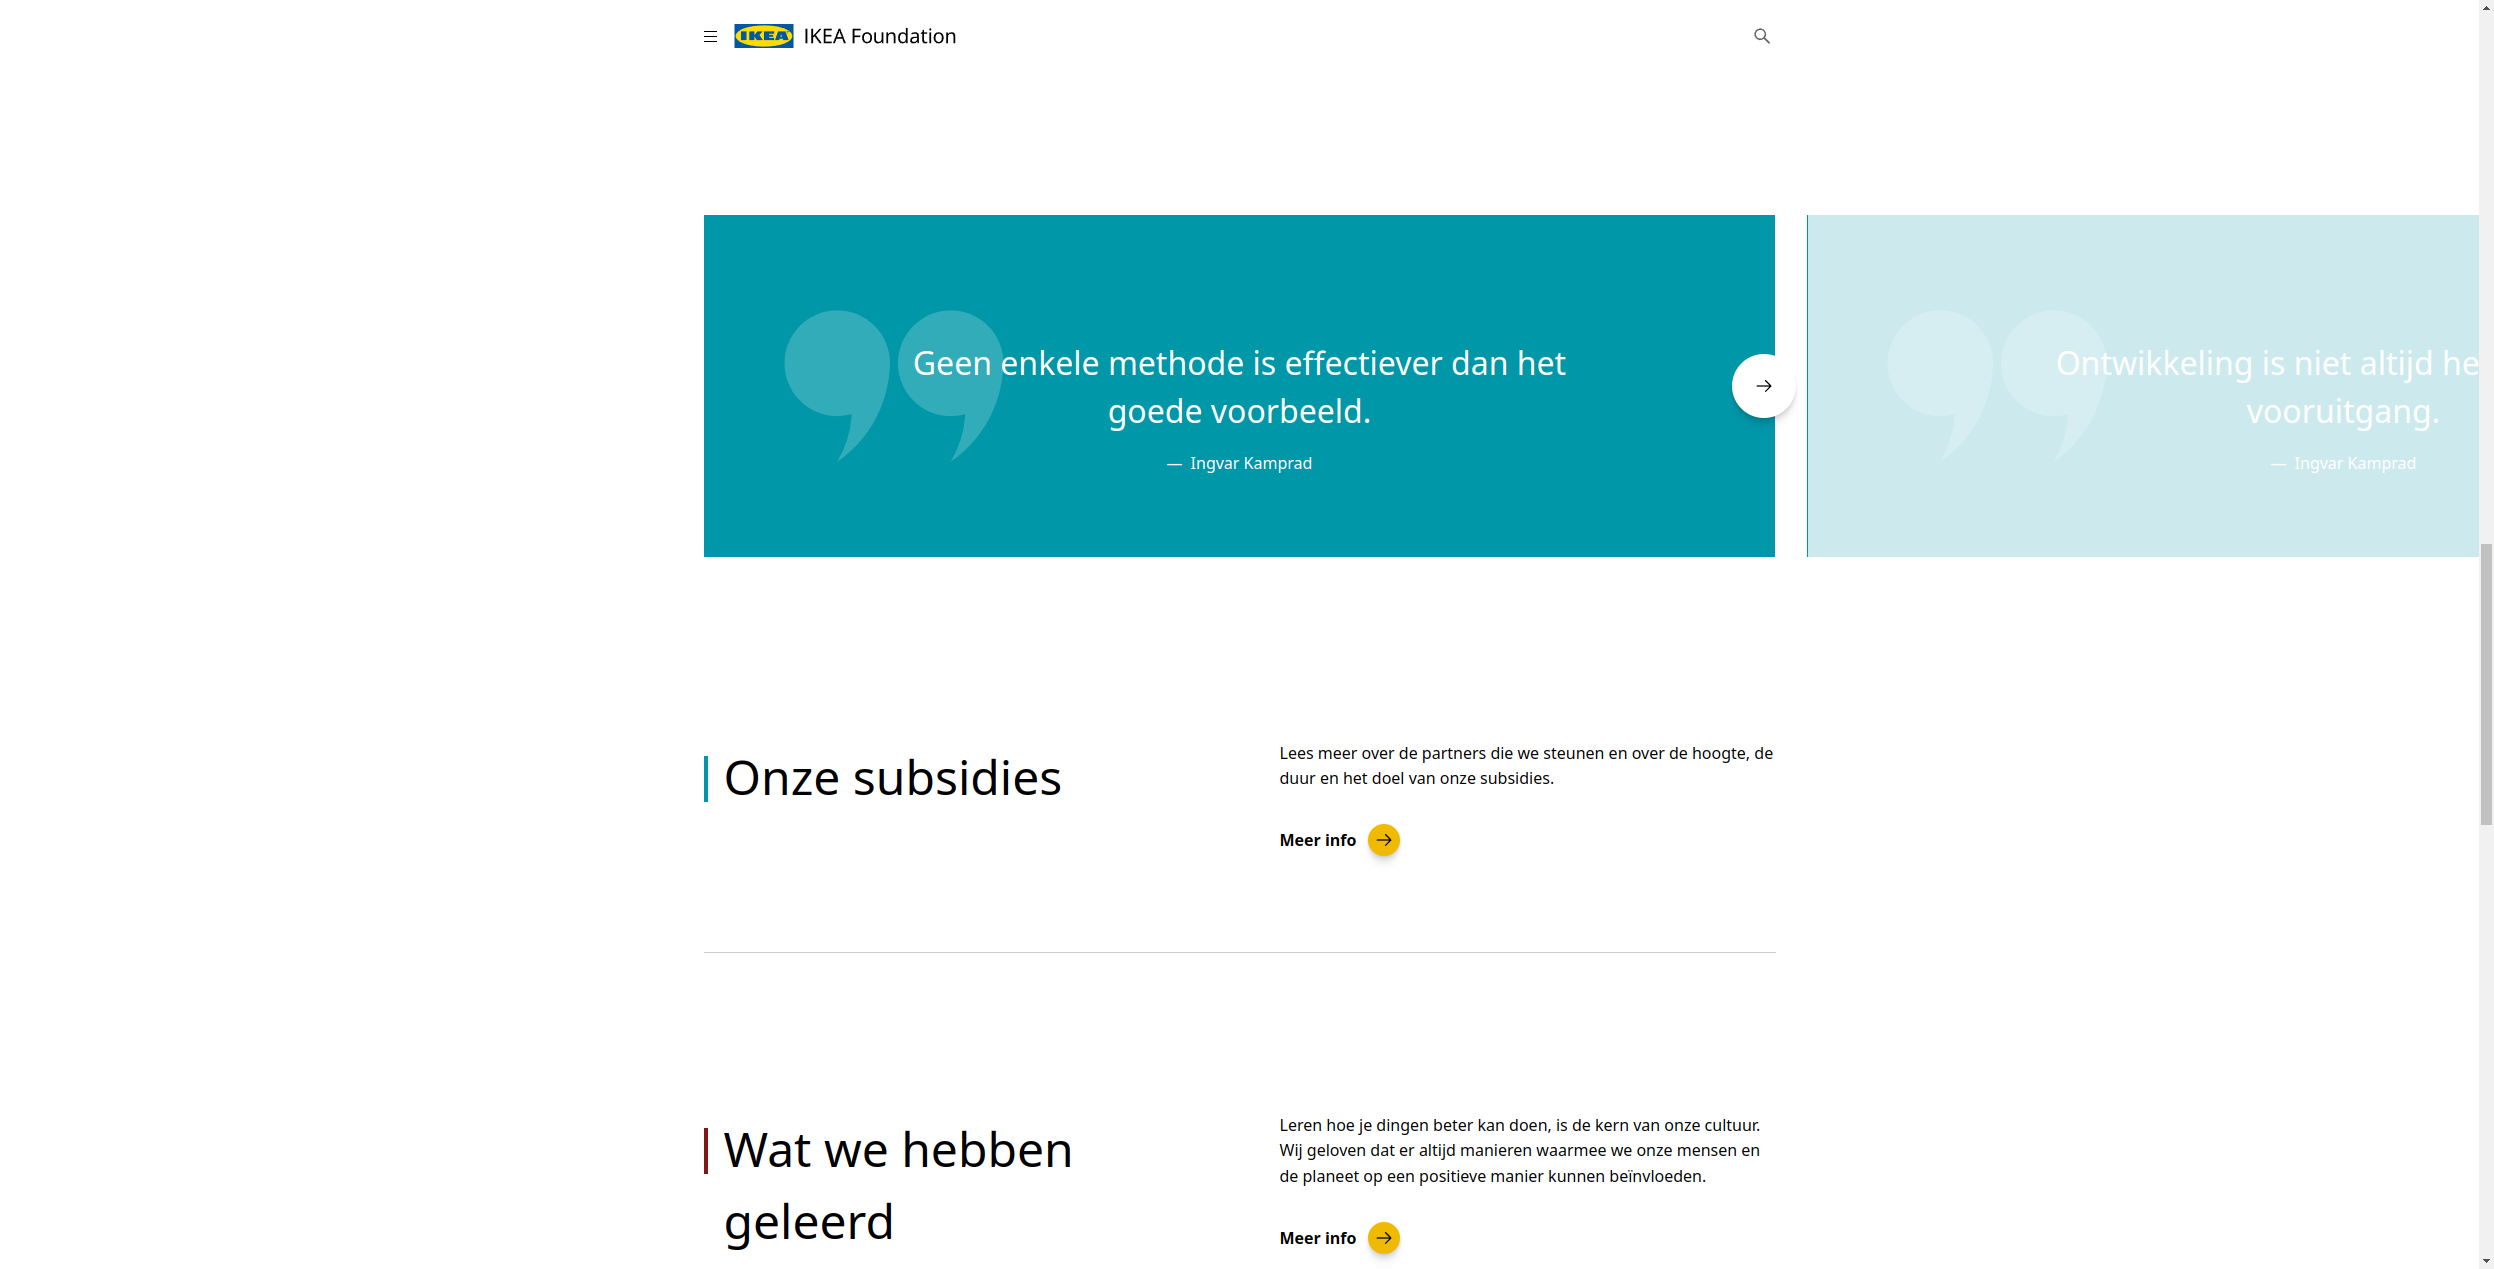 IKEA IKEA Foundation
Geen enkele methode is effectiever dan het
goede voorbeeld.
— Ingvar Kamprad
Ontwikkeling is niet altijd he
vooruitgang.
— Ingvar Kamprad
Onze subsidies
Lees meer over de partners die we steunen en over de hoogte, de
duur en het doel van onze subsidies.
Meer info
Wat we hebben
geleerd
Leren hoe je dingen beter kan doen, is de kern van onze cultuur.
Wij geloven dat er altijd manieren waarmee we onze mensen en
de planeet op een positieve manier kunnen beïnvloeden.
Meer info